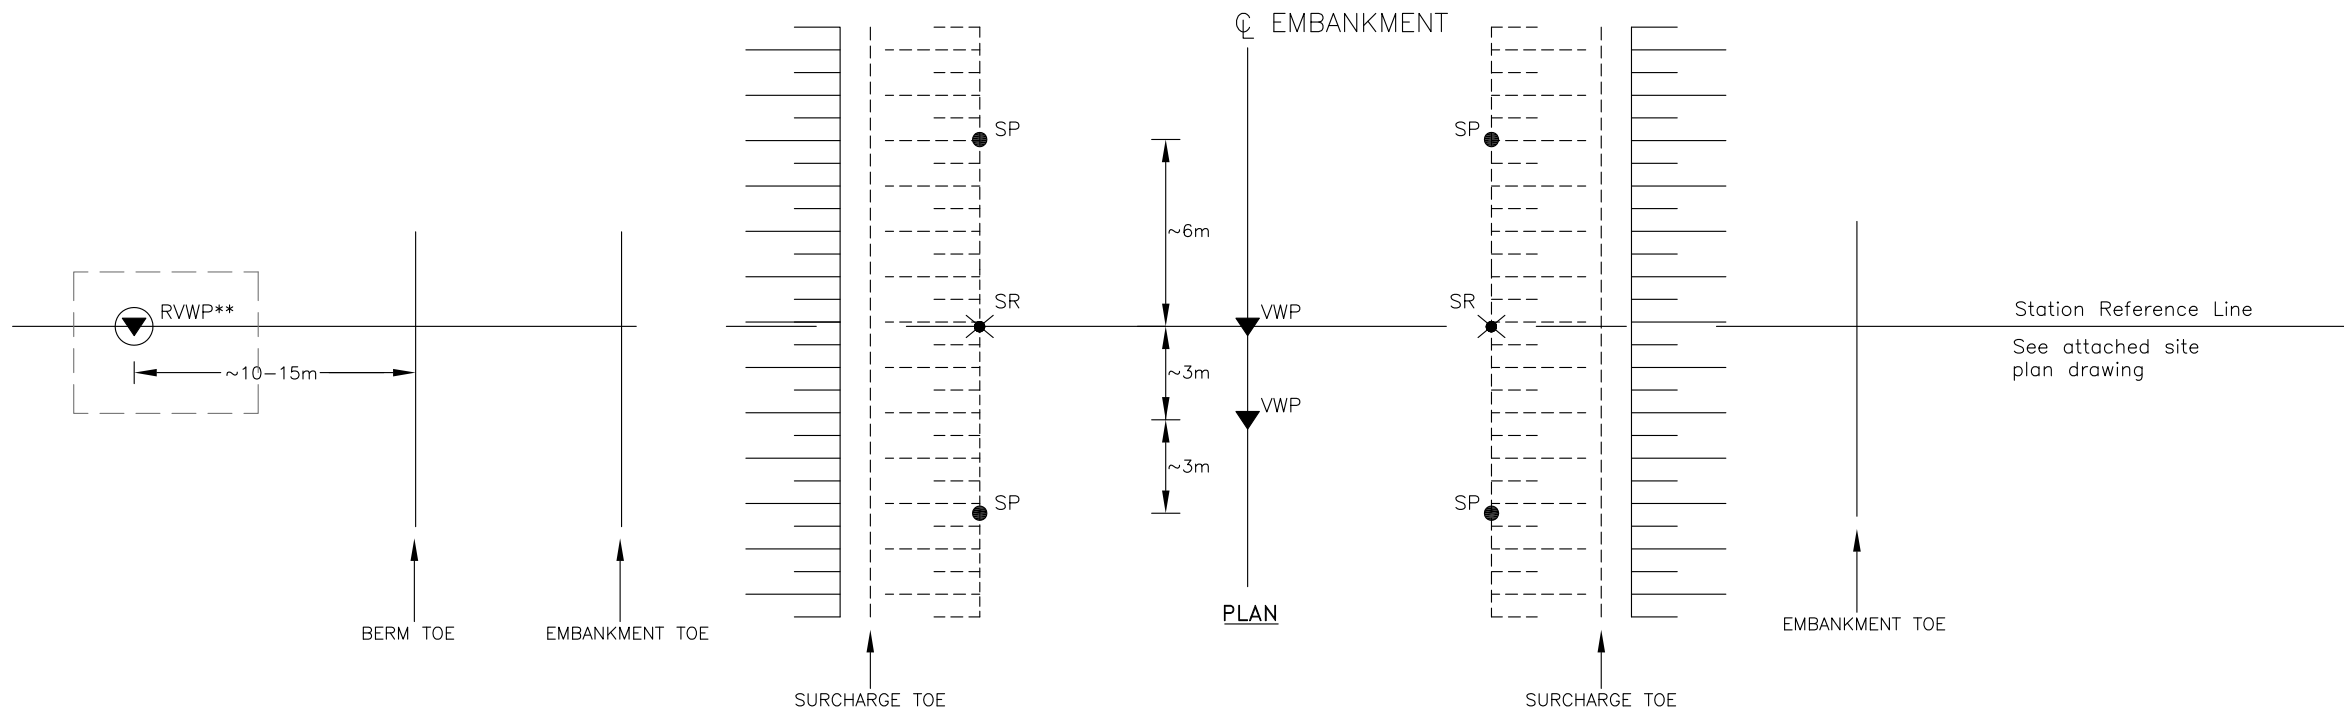 ℄ EMBANKMENT
SP
SP
~6m
RVWP**
SR
VWP
SR
Station Reference Line
See attached site
plan drawing
~10-15m
~3m
VWP
~3m
SP
SP
PLAN
BERM TOE
EMBANKMENT TOE
EMBANKMENT TOE
SURCHARGE TOE
SURCHARGE TOE